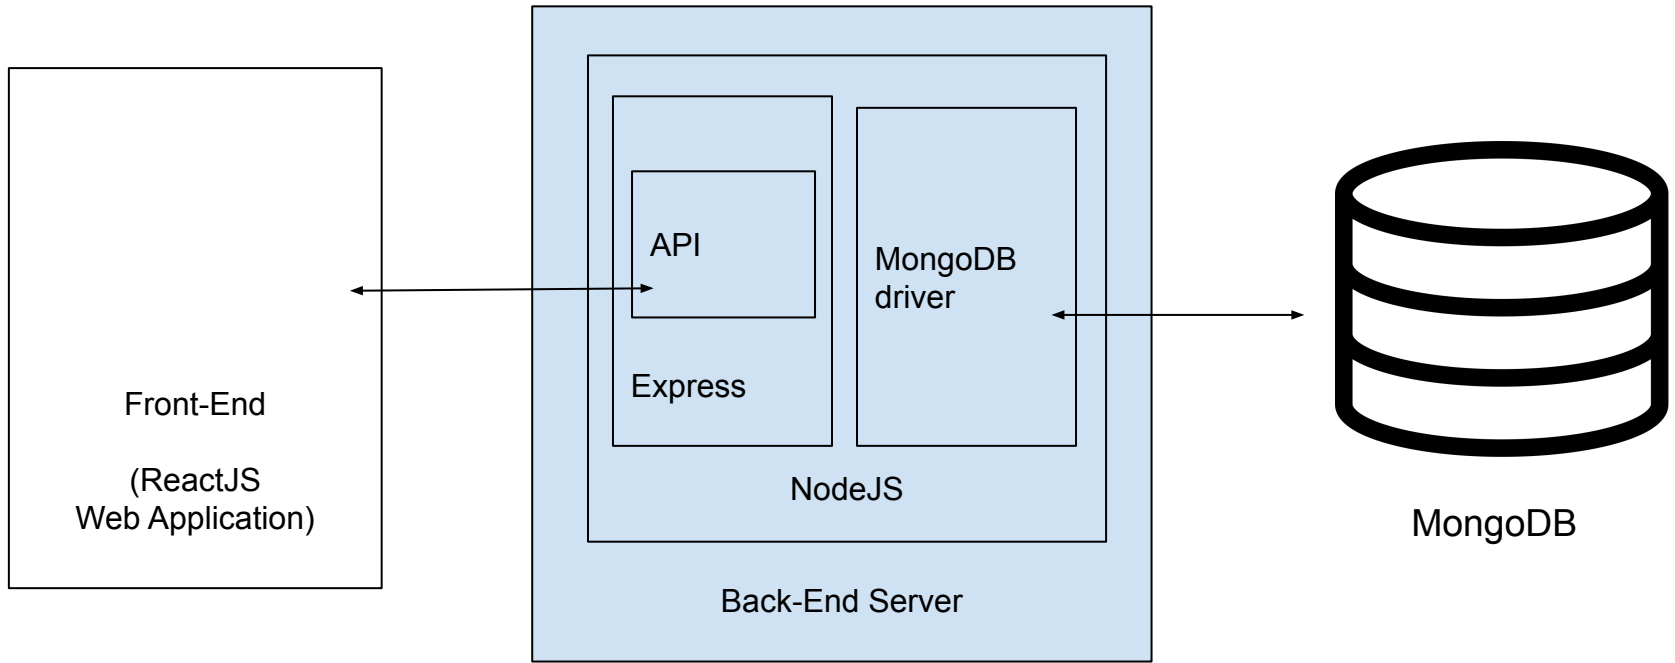 Front-End
(ReactJS
Web Application)
API
Express
MongoDB
driver
NodeJS
Back-End Server
MongoDB